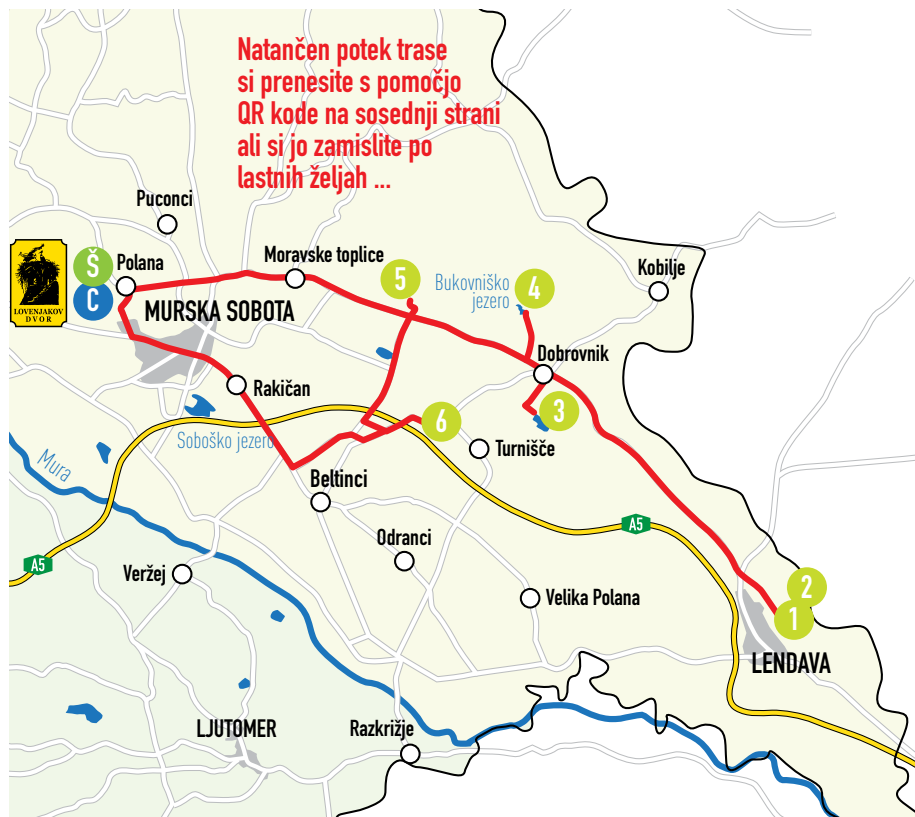 Natančen potek trase
si prenesite s pomočjo
QR kode na sosednji strani
ali si jo zamislite po
lastnih željah ...
Puconci
Š
Polana
C
LOVENJAKOV
DVOR
MURSKA SOBOTA
Moravske toplice
5
Bukovniško
jezero
4
Kobilje
Dobrovnik
Rakičan
3
6
Soboško jezero
Turnišče
Mura
Beltinci
A5
A5
Odranci
Veržej
Velika Polana
2
1
LENDAVA
LJUTOMER
Razkrižje